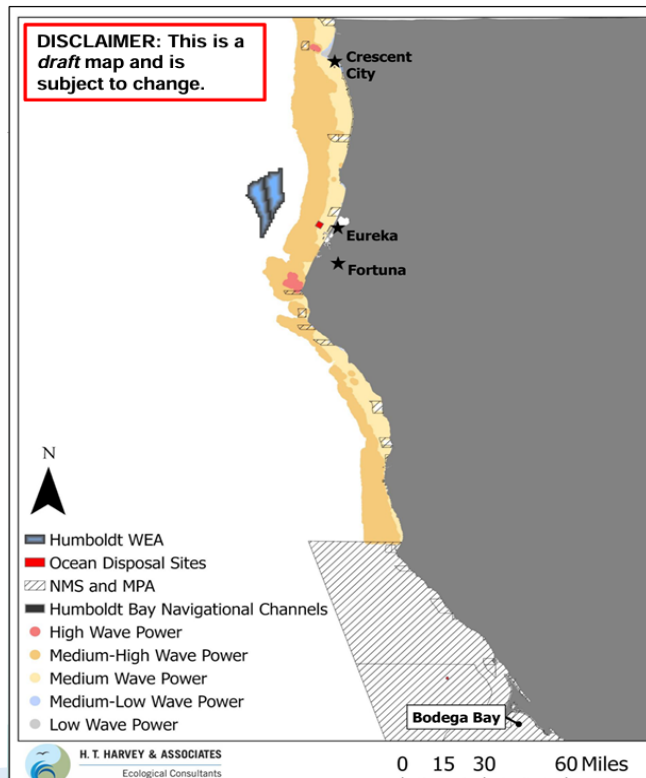 DISCLAIMER: This is a
draft map and is
subject to change.
Crescent
City
Eureka
Fortuna
N
Humboldt WEA
Ocean Disposal Sites
NMS and MPA
Humboldt Bay Navigational Channels
High Wave Power
Medium-High Wave Power
Medium Wave Power
Medium-Low Wave Power
Low Wave Power
Bodega Bay
H. T. HARVEY & ASSOCIATES
Ecological Consultants
0 15 30 60 Miles